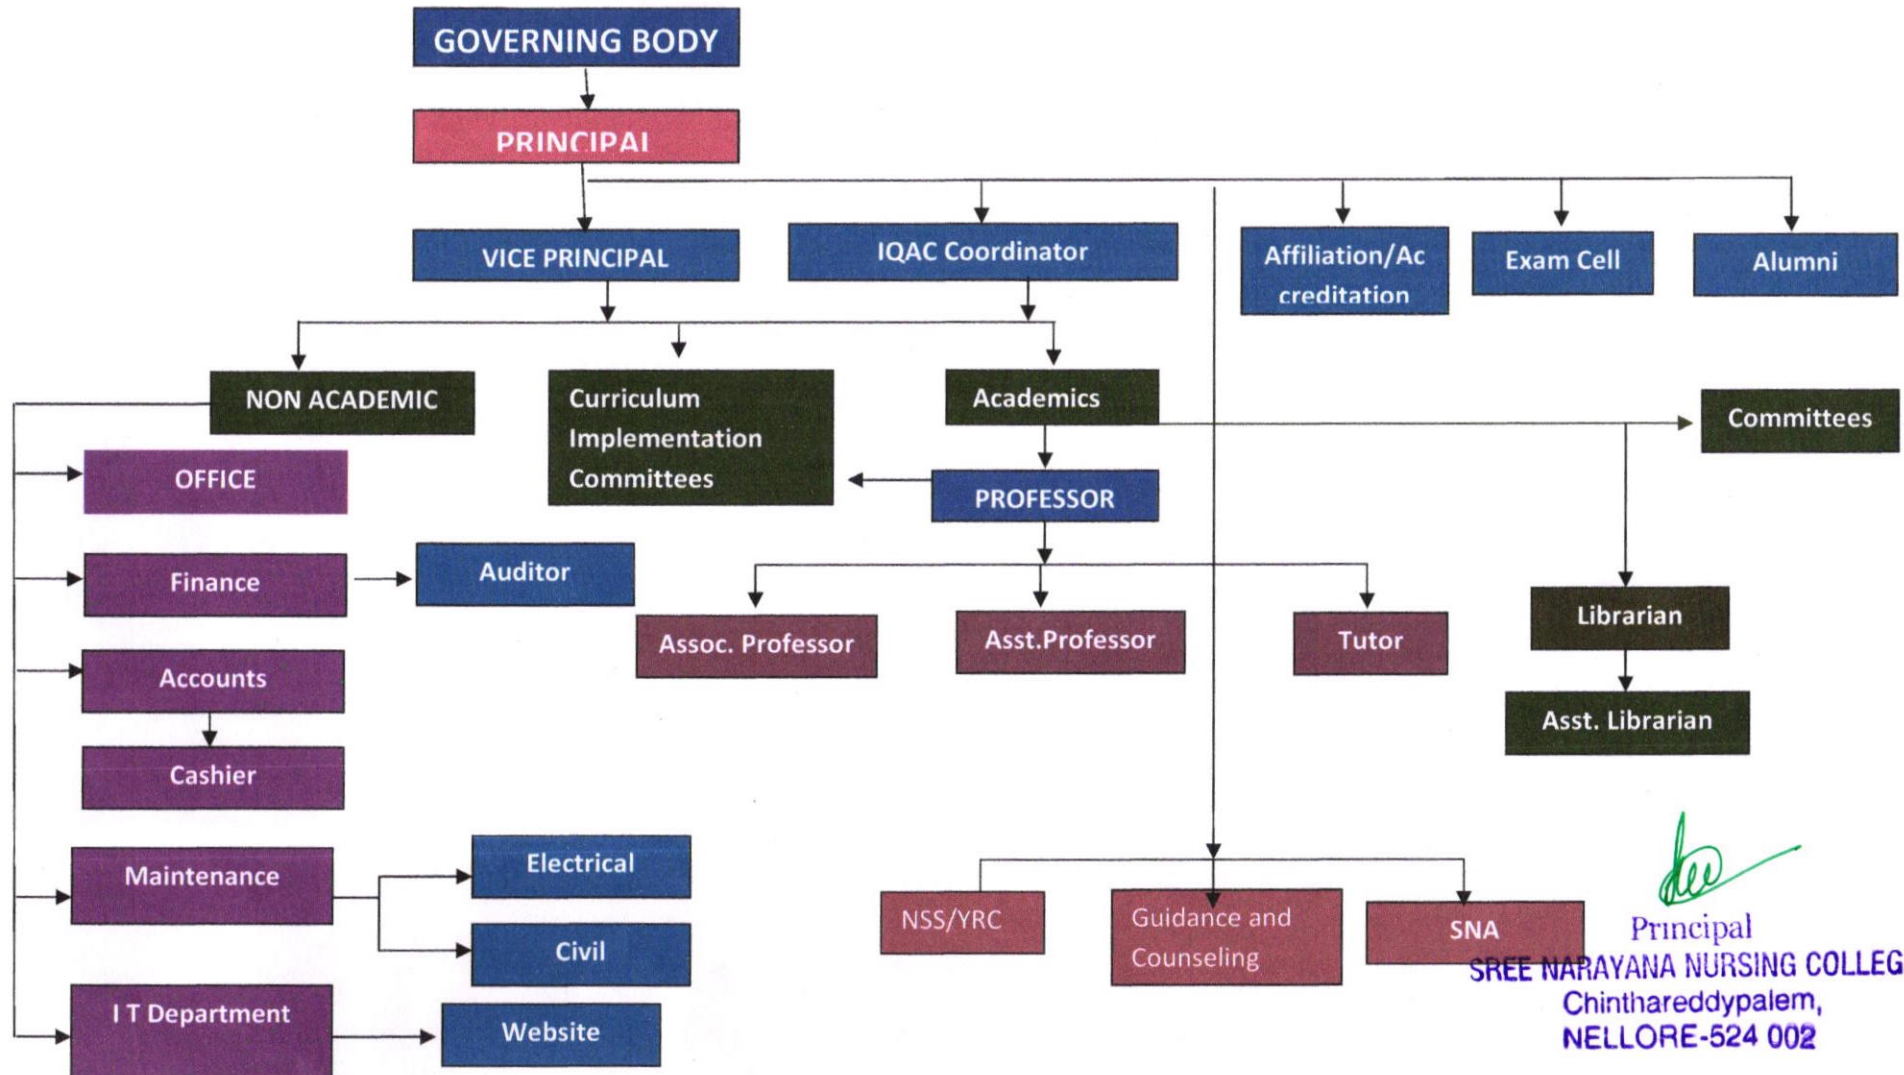 GOVERNING BODY
PRINCIPAL
VICE PRINCIPAL
IQAC Coordinator
Affiliation/Ac
creditation
Exam Cell
Alumni
NON ACADEMIC
Curriculum
Implementation
Committees
Academics
Committees
OFFICE
PROFESSOR
Finance
Auditor
Assoc. Professor
Asst.Professor
Tutor
Librarian
Accounts
Asst. Librarian
Cashier
Maintenance
Electrical
Civil
NSS/YRC
Guidance and
Counseling
SNA
I T Department
Website
Principal
SREE NARAYANA NURSING COLLEG
Chinthareddypalem,
NELLORE-524 002